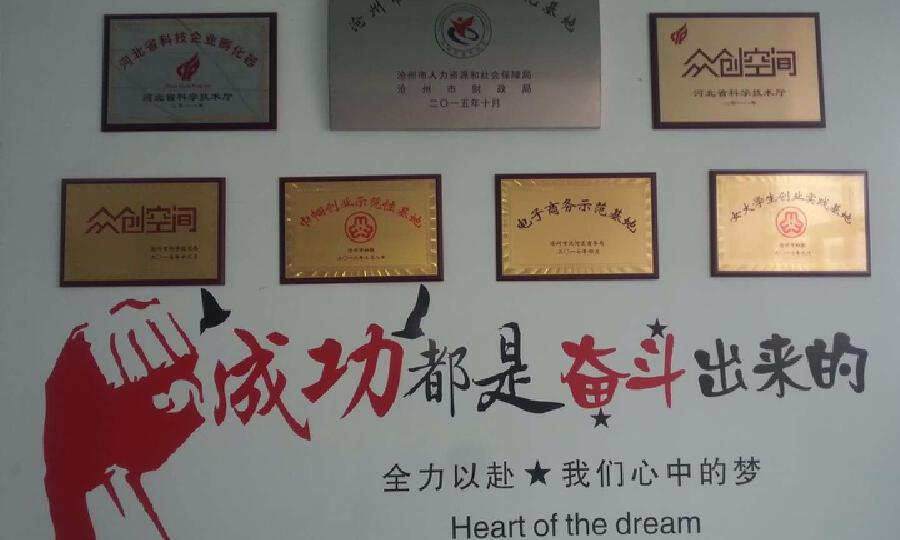 河北省科技企业孵化器
河北省科学技术厅
沧州市人力资源和社会保障局
沧州市财政局
二〇一五年十月
众创空间
河北省科学技术厅
众创空间
巾帼创业示范性基地
电子商务示范基地
女大学生创业实践基地
成功都是奋斗出来的
全力以赴★我们心中的梦
Heart of the dream